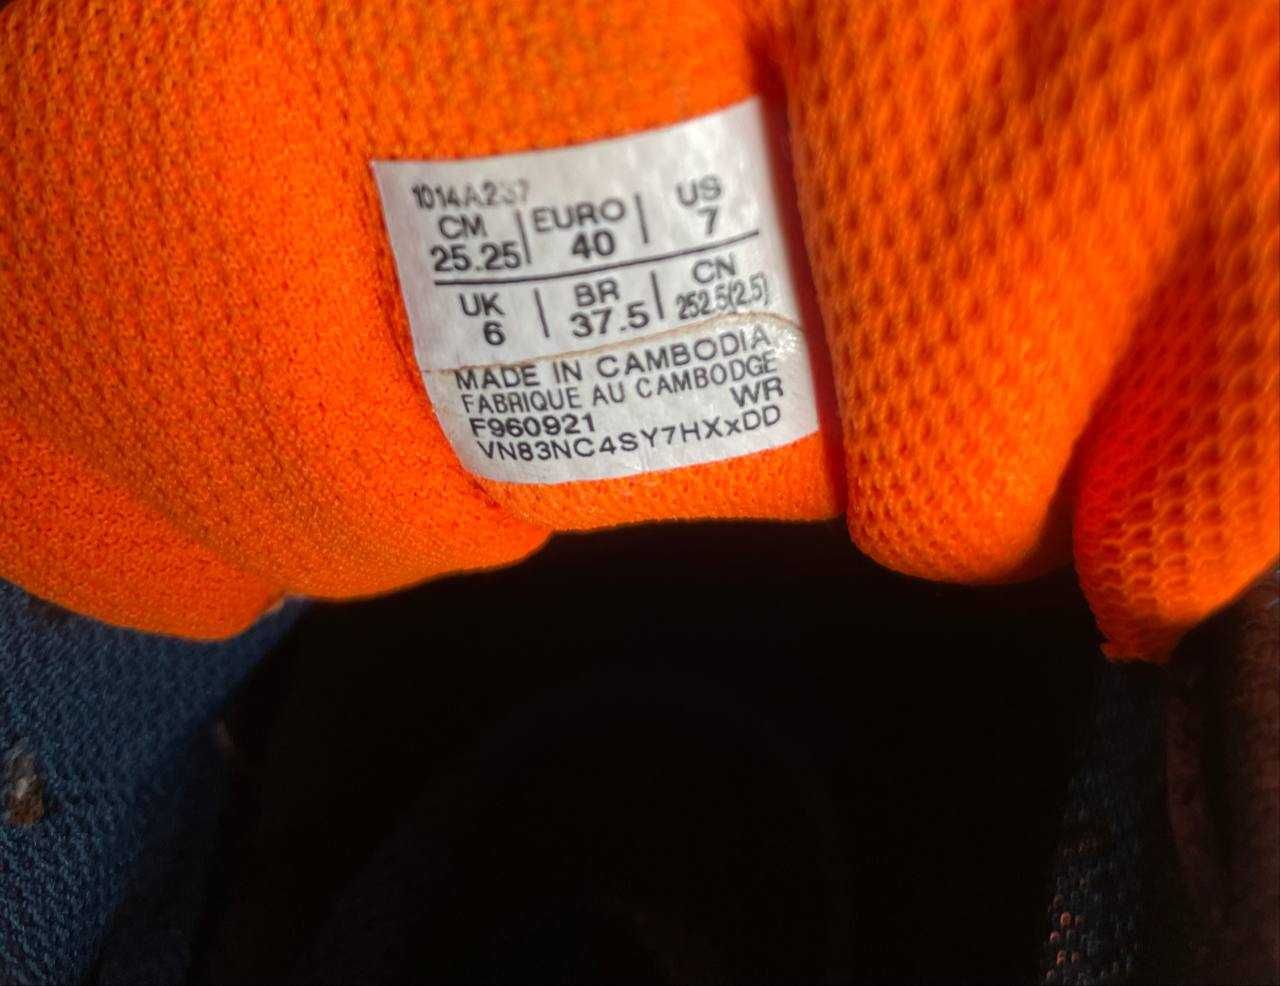 1014A237
CM | EURO | US
25.25 | 40 | 7
UK | BR | CN
6 | 37.5 | 252.5(2.5)
MADE IN CAMBODIA
FABRIQUE AU CAMBODGE
F960921 WR
VN83NC4SY7HXxDD